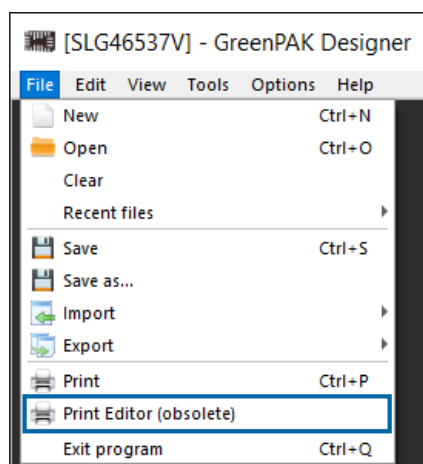 [SLG46537V] - GreenPAK Designer
File Edit View Tools Options Help
New Ctrl+N
Open Ctrl+O
Clear
Recent files
Save Ctrl+S
Save as...
Import
Export
Print Ctrl+P
Print Editor (obsolete)
Exit program Ctrl+Q